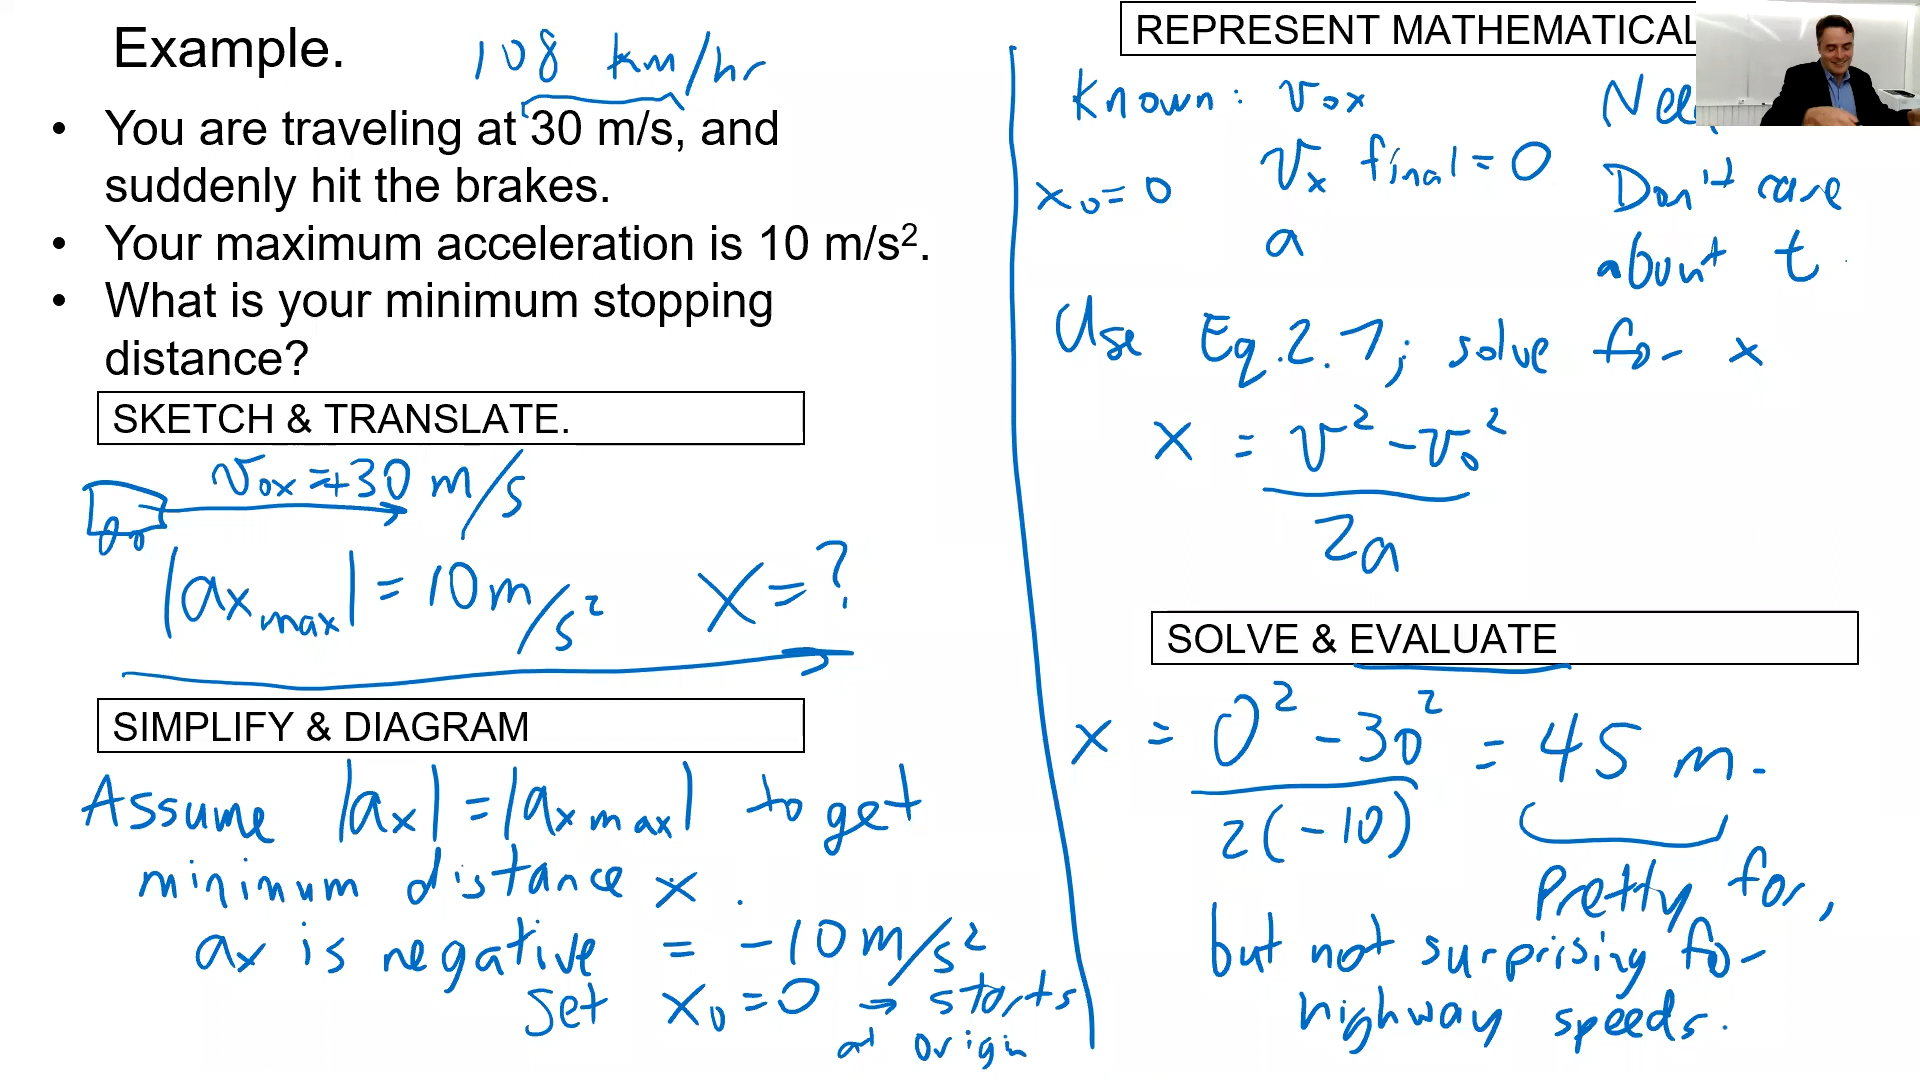 Example.
108 km/hr
• You are traveling at 30 m/s, and
suddenly hit the brakes.
• Your maximum acceleration is 10 m/s².
• What is your minimum stopping
distance?
SKETCH & TRANSLATE.
v₀ₓ = +30 m/s
|aₓ max| = 10 m/s² X = ?
SIMPLIFY & DIAGRAM
Assume |aₓ| = |aₓ max| to get
minimum distance x.
aₓ is negative = -10 m/s²
Set x₀ = 0 → starts
at origin
REPRESENT MATHEMATICAL
Known: v₀ₓ
x₀ = 0 vₓ final = 0
a
Don't care
about t
Use Eq. 2.7; solve for x
x = (v² - v₀²) / 2a
SOLVE & EVALUATE
x = (0² - 30²) / 2(-10) = 45 m.
Pretty far,
but not surprising for
highway speeds.